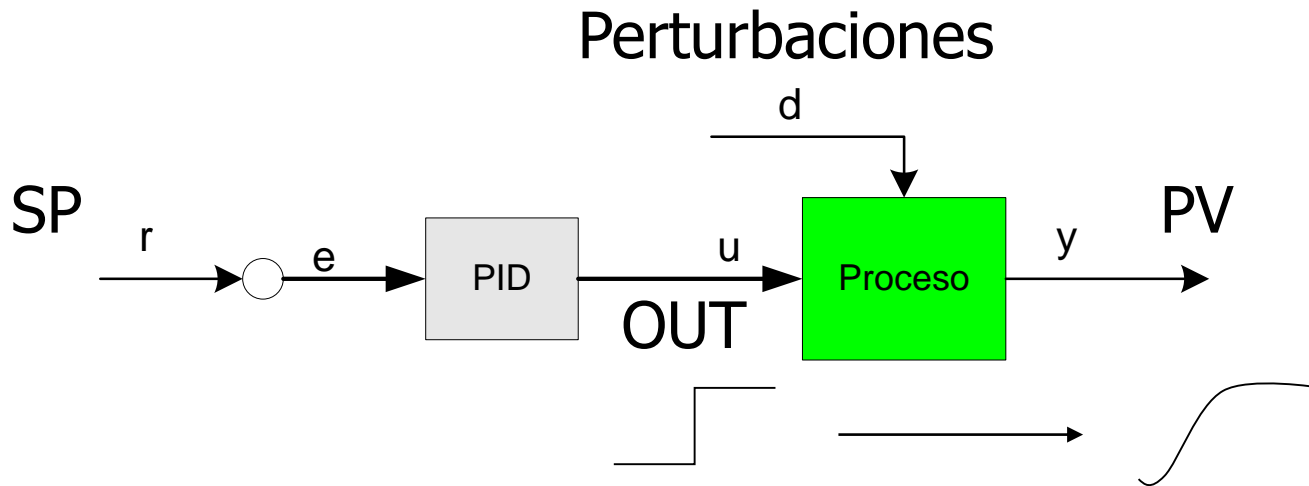 Perturbaciones
d
SP
r
e
PID
u
OUT
Proceso
y
PV